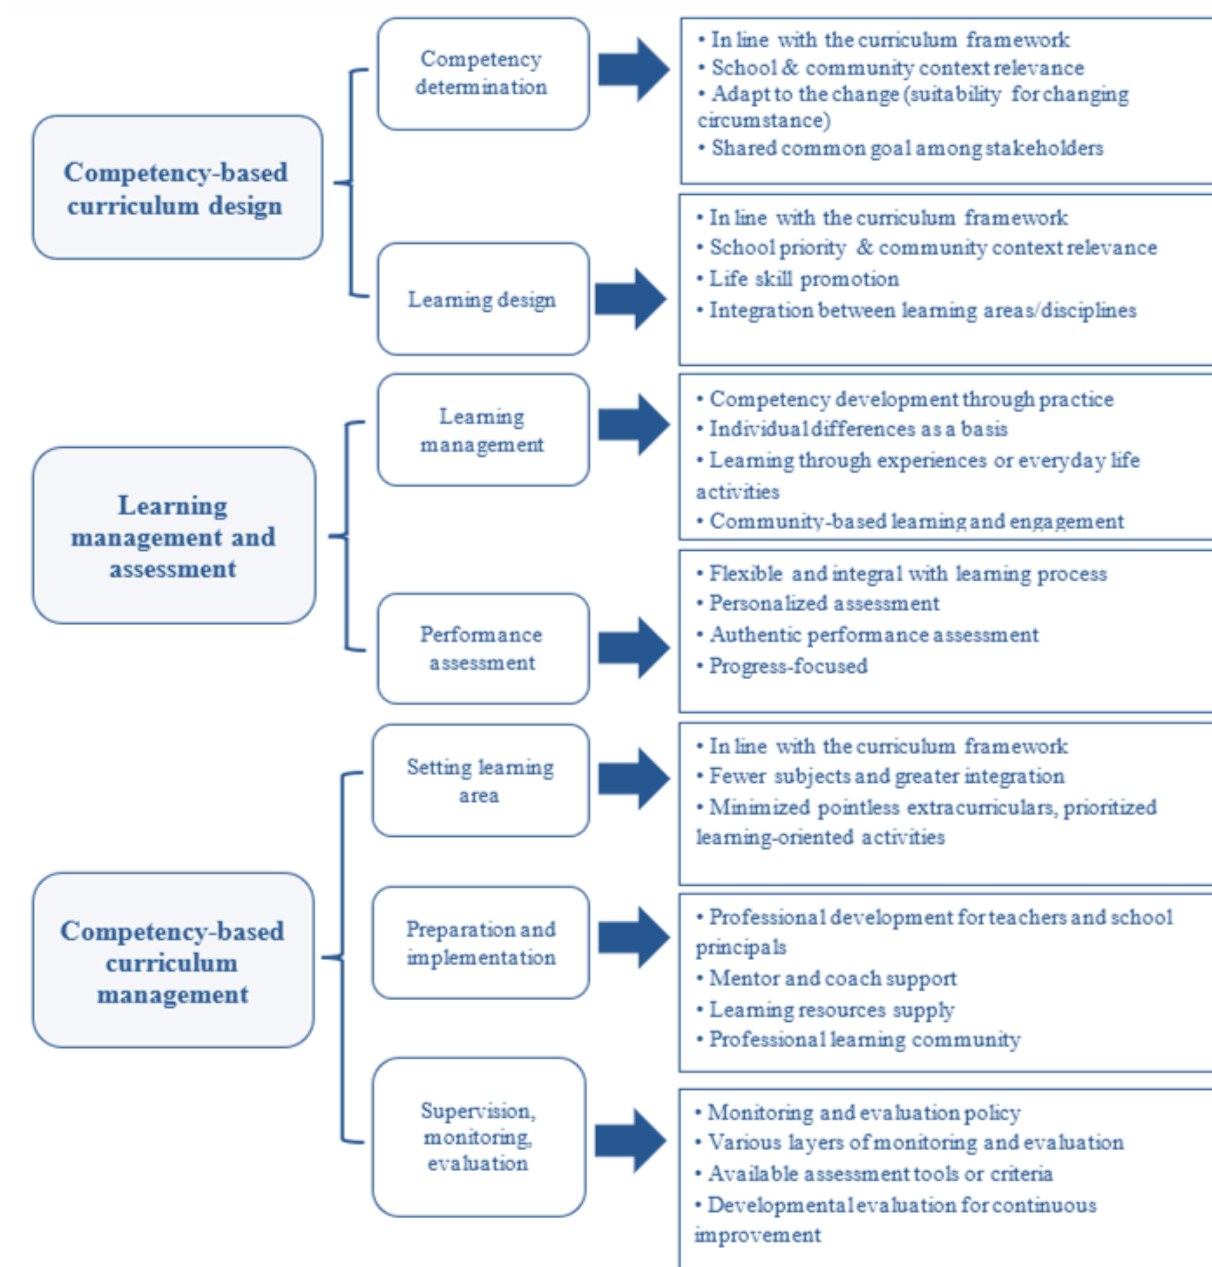 Competency-based
curriculum design
Competency
determination
• In line with the curriculum framework
• School & community context relevance
• Adapt to the change (suitability for changing
circumstance)
• Shared common goal among stakeholders
Learning design
• In line with the curriculum framework
• School priority & community context relevance
• Life skill promotion
• Integration between learning areas/disciplines
Learning
management and
assessment
Learning
management
• Competency development through practice
• Individual differences as a basis
• Learning through experiences or everyday life
activities
• Community-based learning and engagement
Performance
assessment
• Flexible and integral with learning process
• Personalized assessment
• Authentic performance assessment
• Progress-focused
Competency-based
curriculum
management
Setting learning
area
• In line with the curriculum framework
• Fewer subjects and greater integration
• Minimized pointless extracurriculars, prioritized
learning-oriented activities
Preparation and
implementation
• Professional development for teachers and school
principals
• Mentor and coach support
• Learning resources supply
• Professional learning community
Supervision,
monitoring,
evaluation
• Monitoring and evaluation policy
• Various layers of monitoring and evaluation
• Available assessment tools or criteria
• Developmental evaluation for continuous
improvement